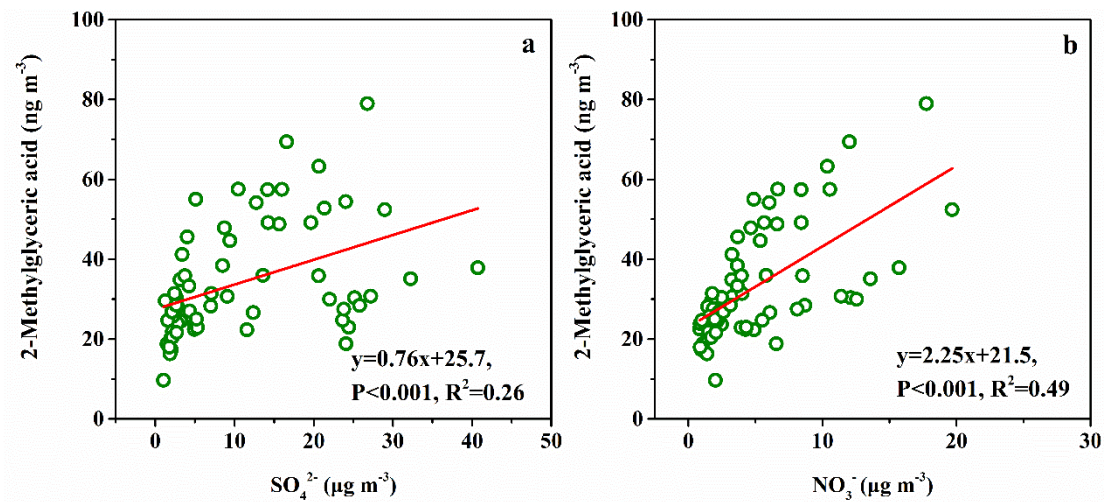 2-Methylglyceric acid (ng m⁻³)
100
80
60
40
20
0
a
y=0.76x+25.7,
P<0.001, R²=0.26
0 10 20 30 40 50
SO₄²⁻ (μg m⁻³)
2-Methylglyceric acid (ng m⁻³)
100
80
60
40
20
0
b
y=2.25x+21.5,
P<0.001, R²=0.49
0 10 20 30
NO₃⁻ (μg m⁻³)